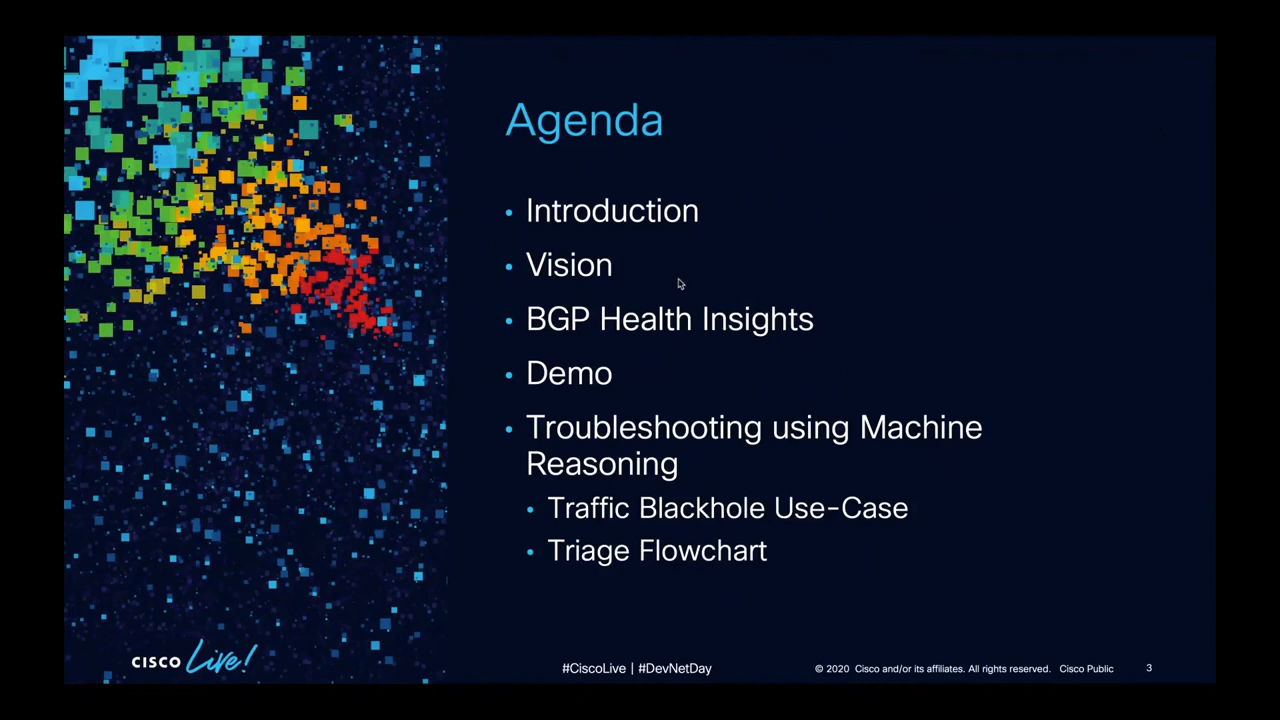 Agenda
• Introduction
• Vision
• BGP Health Insights
• Demo
• Troubleshooting using Machine
Reasoning
• Traffic Blackhole Use-Case
• Triage Flowchart
CISCO Live!
#CiscoLive | #DevNetDay
© 2020 Cisco and/or its affiliates. All rights reserved. Cisco Public
3